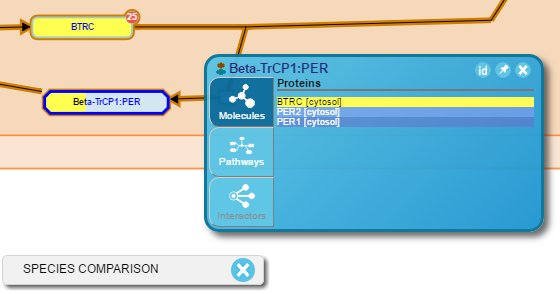 BTRC
25
Beta-TrCP1:PER
Beta-TrCP1:PER
id
Proteins
BTRC [cytosol]
PER2 [cytosol]
PER1 [cytosol]
Molecules
Pathways
Interactors
SPECIES COMPARISON